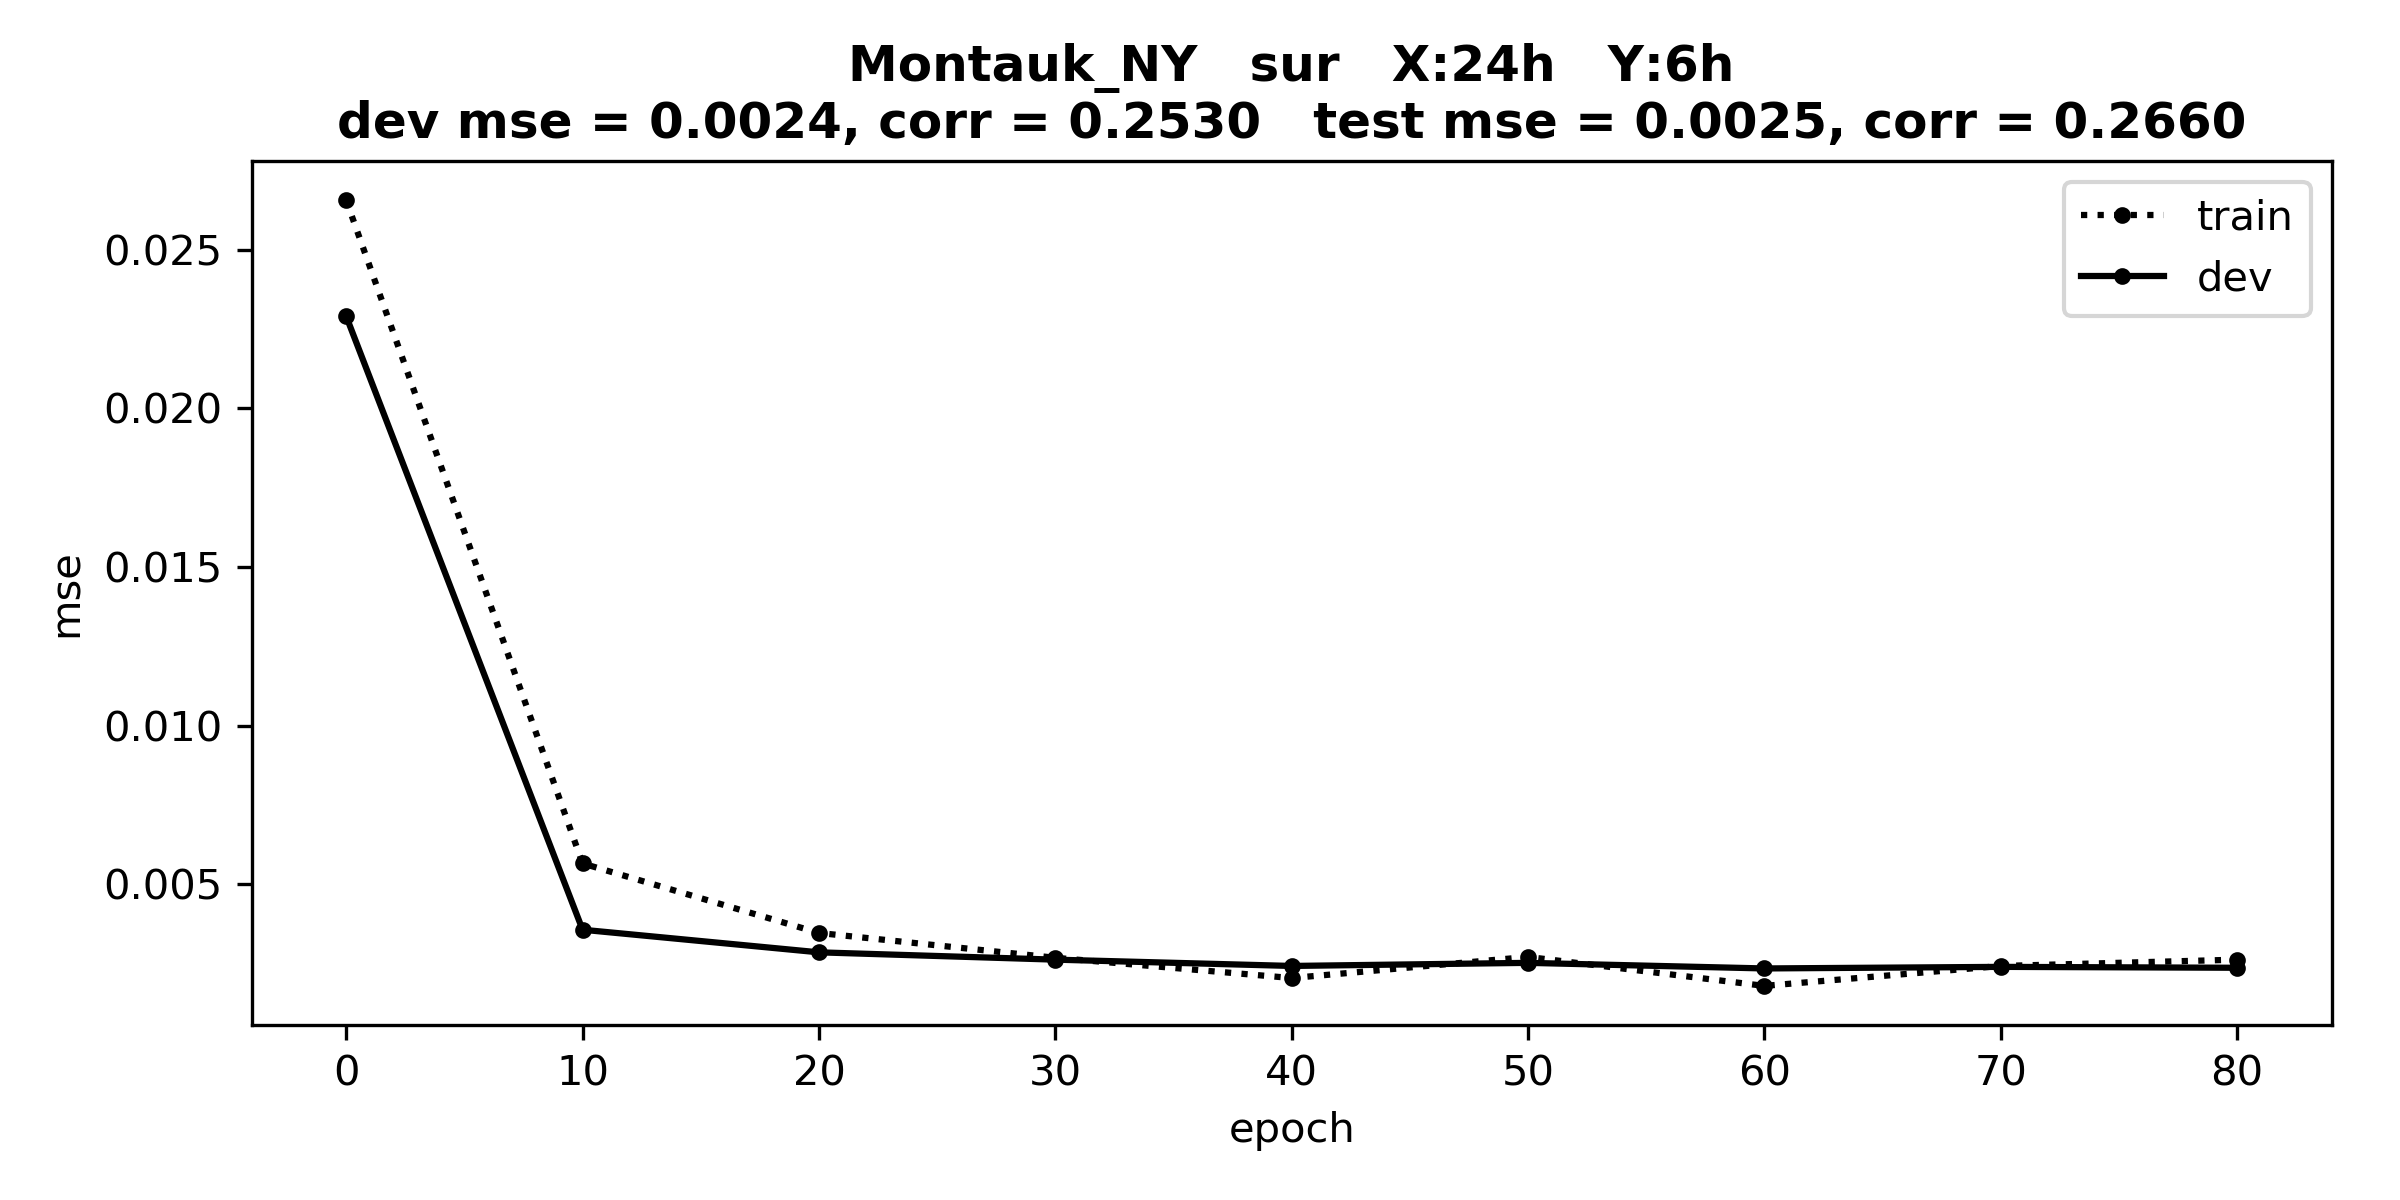 Montauk_NY   sur   X:24h   Y:6h
dev mse = 0.0024, corr = 0.2530   test mse = 0.0025, corr = 0.2660
train
dev
0.025
0.020
0.015
0.010
0.005
mse
0 10 20 30 40 50 60 70 80
epoch